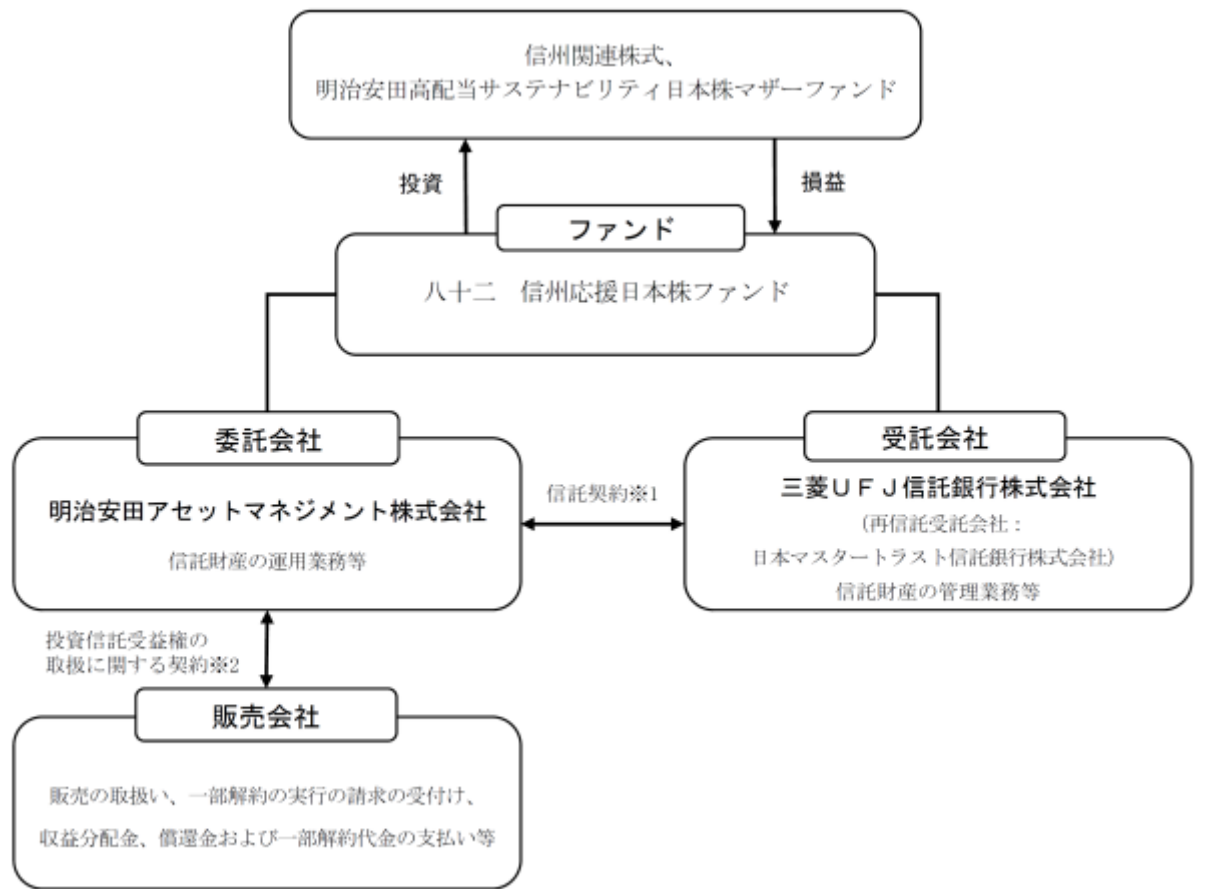 信州関連株式、
明治安田高配当サステナビリティ日本株マザーファンド
投資
損益
ファンド
八十二　信州応援日本株ファンド
委託会社
明治安田アセットマネジメント株式会社
信託財産の運用業務等
信託契約※1
受託会社
三菱ＵＦＪ信託銀行株式会社
(再信託受託会社：
日本マスタートラスト信託銀行株式会社)
信託財産の管理業務等
投資信託受益権の
取扱に関する契約※2
販売会社
販売の取扱い、一部解約の実行の請求の受付け、
収益分配金、償還金および一部解約代金の支払い等